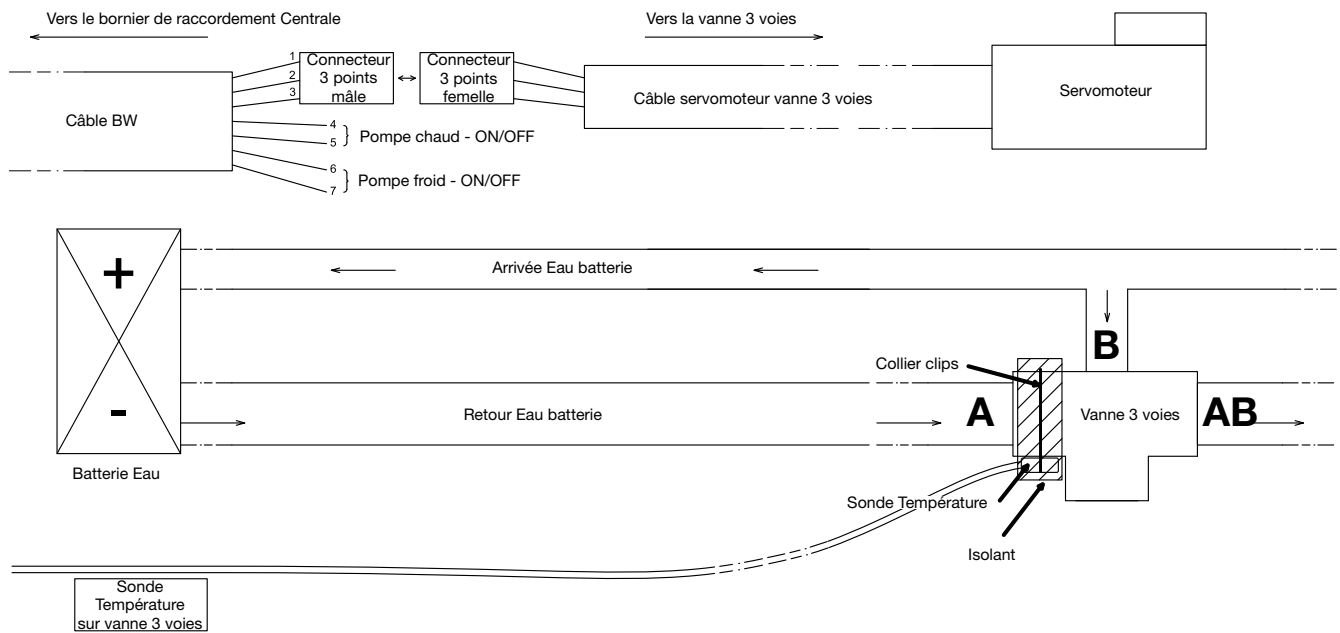 Vers le bornier de raccordement Centrale
Vers la vanne 3 voies
1
2
3
Connecteur
3 points
mâle
Connecteur
3 points
femelle
Câble servomoteur vanne 3 voies
Servomoteur
Câble BW
4
5
Pompe chaud - ON/OFF
6
7
Pompe froid - ON/OFF
+
-
Batterie Eau
Arrivée Eau batterie
B
Collier clips
Retour Eau batterie
A
Vanne 3 voies
AB
Sonde Température
Isolant
Sonde
Température
sur vanne 3 voies